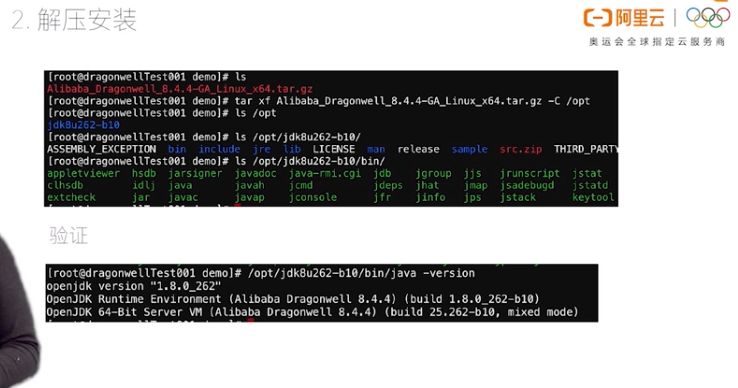 2. 解压安装
阿里云
奥运会全球指定云服务商
[root@dragonwellTest001 demo]# ls
Alibaba_Dragonwell_8.4.4-GA_Linux_x64.tar.gz
[root@dragonwellTest001 demo]# tar xf Alibaba_Dragonwell_8.4.4-GA_Linux_x64.tar.gz -C /opt
[root@dragonwellTest001 demo]# ls /opt
jdk8u262-b10
[root@dragonwellTest001 demo]# ls /opt/jdk8u262-b10/
ASSEMBLY_EXCEPTION bin include jre lib LICENSE man release sample src.zip THIRD_PARTY
[root@dragonwellTest001 demo]# ls /opt/jdk8u262-b10/bin/
appletviewer hsdb jarsigner javadoc java-rmi.cgi jdb jgroup jjs jrunscript jstat
clhsdb idlj java javah jcmd jdeps jhat jmap jsadebugd jstatd
extcheck jar javac javap jconsole jfr jinfo jps jstack keytool
验证
[root@dragonwellTest001 demo]# /opt/jdk8u262-b10/bin/java -version
openjdk version "1.8.0_262"
OpenJDK Runtime Environment (Alibaba Dragonwell 8.4.4) (build 1.8.0_262-b10)
OpenJDK 64-Bit Server VM (Alibaba Dragonwell 8.4.4) (build 25.262-b10, mixed mode)